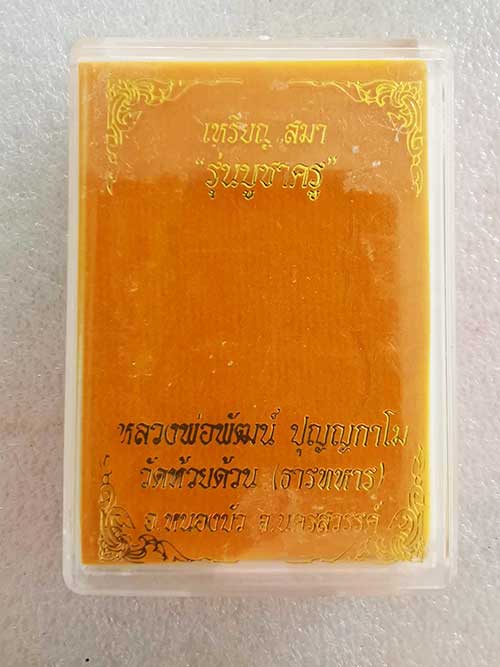 เหรียญ สมา
"รุ่นบูชาครู"
หลวงพ่อพัฒน์ ปุญญกาโม
วัดห้วยด้วน (ธารทหาร)
อ.หนองบัว จ.นครสวรรค์